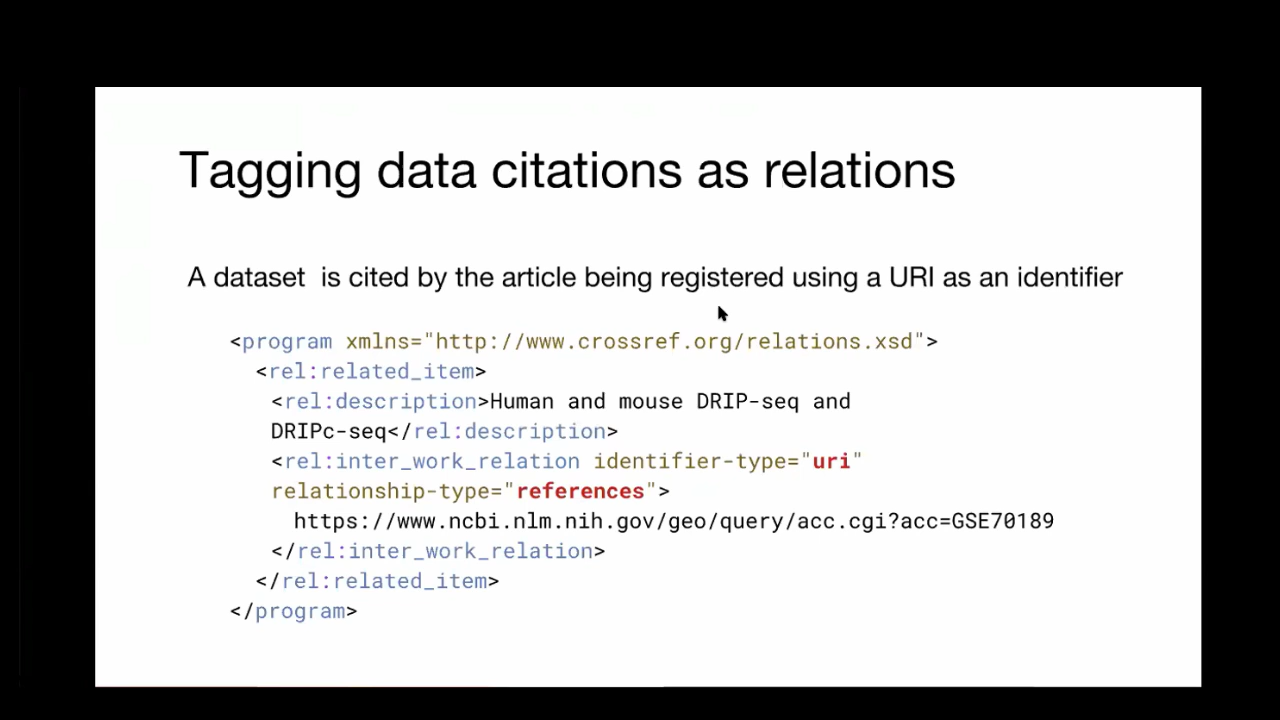 Tagging data citations as relations
A dataset  is cited by the article being registered using a URI as an identifier
<program xmlns="http://www.crossref.org/relations.xsd">
<rel:related_item>
<rel:description>Human and mouse DRIP-seq and
DRIPc-seq</rel:description>
<rel:inter_work_relation identifier-type="uri"
relationship-type="references">
https://www.ncbi.nlm.nih.gov/geo/query/acc.cgi?acc=GSE70189
</rel:inter_work_relation>
</rel:related_item>
</program>